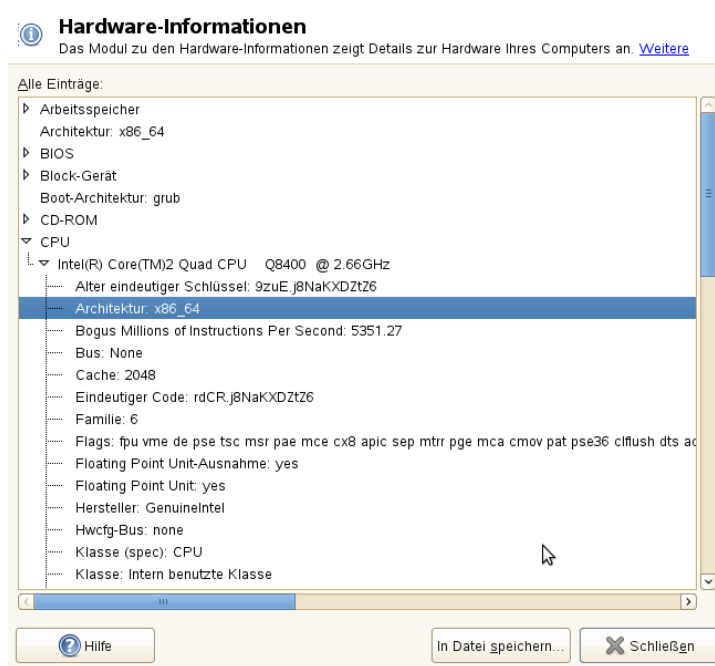 Hardware-Informationen
Das Modul zu den Hardware-Informationen zeigt Details zur Hardware Ihres Computers an. Weitere
Alle Einträge:
Arbeitsspeicher
Architektur: x86_64
BIOS
Block-Gerät
Boot-Architektur: grub
CD-ROM
CPU
Intel(R) Core(TM)2 Quad CPU Q8400 @ 2.66GHz
Alter eindeutiger Schlüssel: 9zuE.j8NaKXDZtZ6
Architektur: x86_64
Bogus Millions of Instructions Per Second: 5351.27
Bus: None
Cache: 2048
Eindeutiger Code: rdCR.j8NaKXDZtZ6
Familie: 6
Flags: fpu vme de pse tsc msr pae mce cx8 apic sep mtrr pge mca cmov pat pse36 clflush dts ac
Floating Point Unit-Ausnahme: yes
Floating Point Unit: yes
Hersteller: GenuineIntel
Hwcfg-Bus: none
Klasse (spec): CPU
Klasse: Intern benutzte Klasse
Hilfe In Datei speichern... Schließen